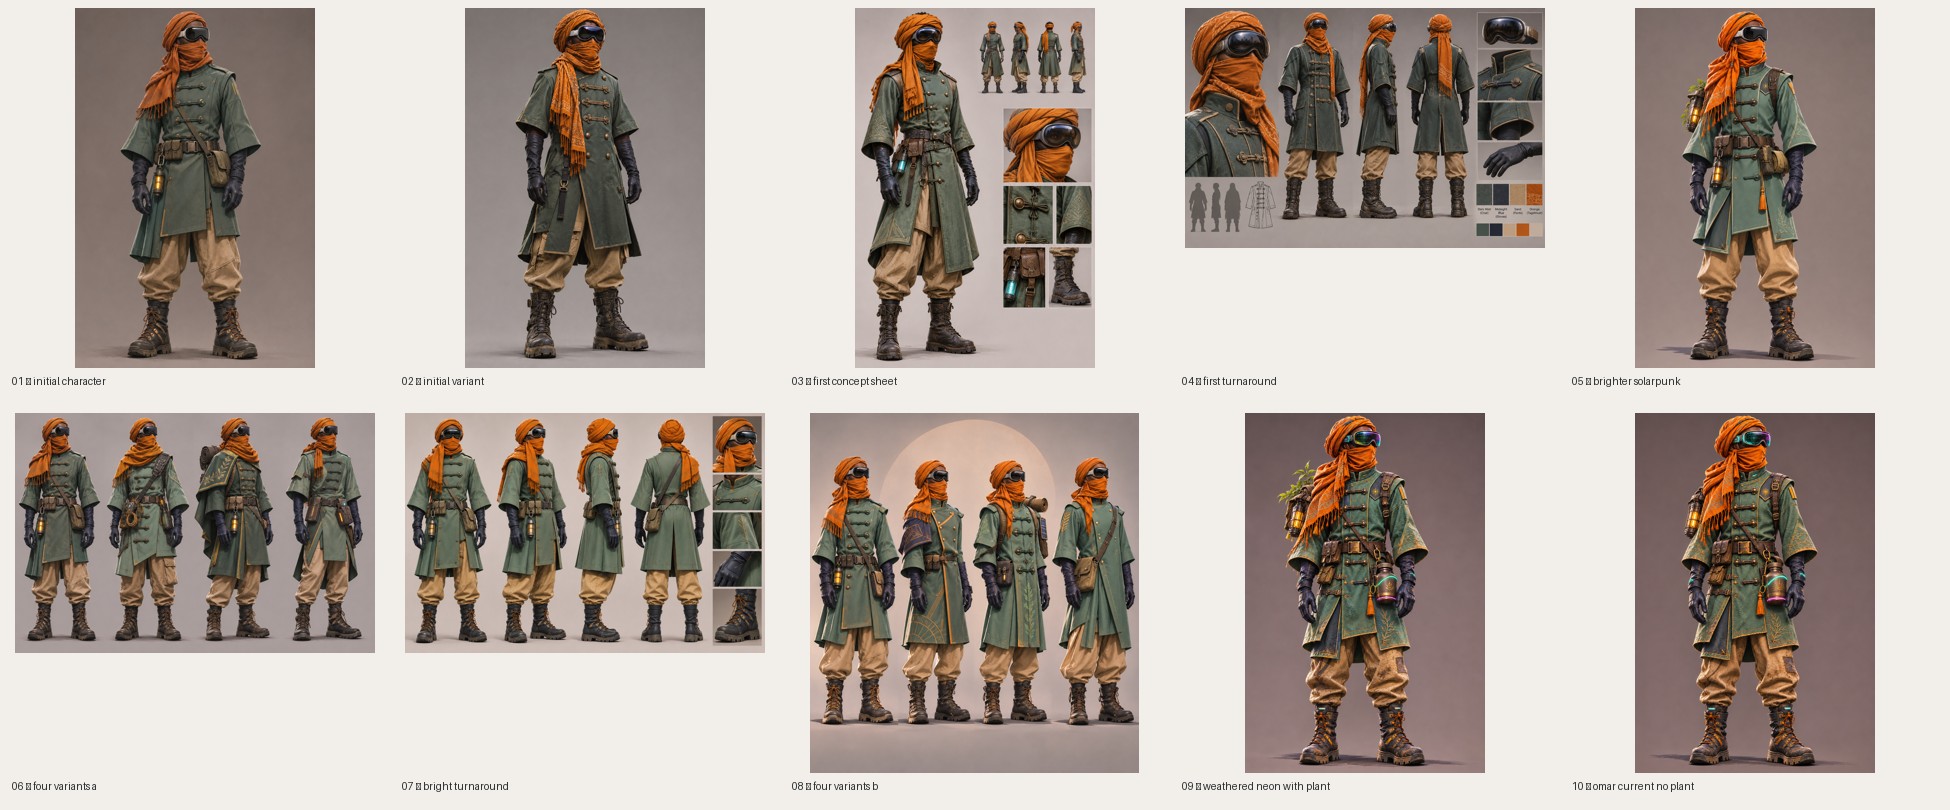 01 ▯ initial character
02 ▯ initial variant
03 ▯ first concept sheet
04 ▯ first turnaround
05 ▯ brighter solarpunk
06 ▯ four variants a
07 ▯ bright turnaround
08 ▯ four variants b
09 ▯ weathered neon with plant
10 ▯ omar current no plant